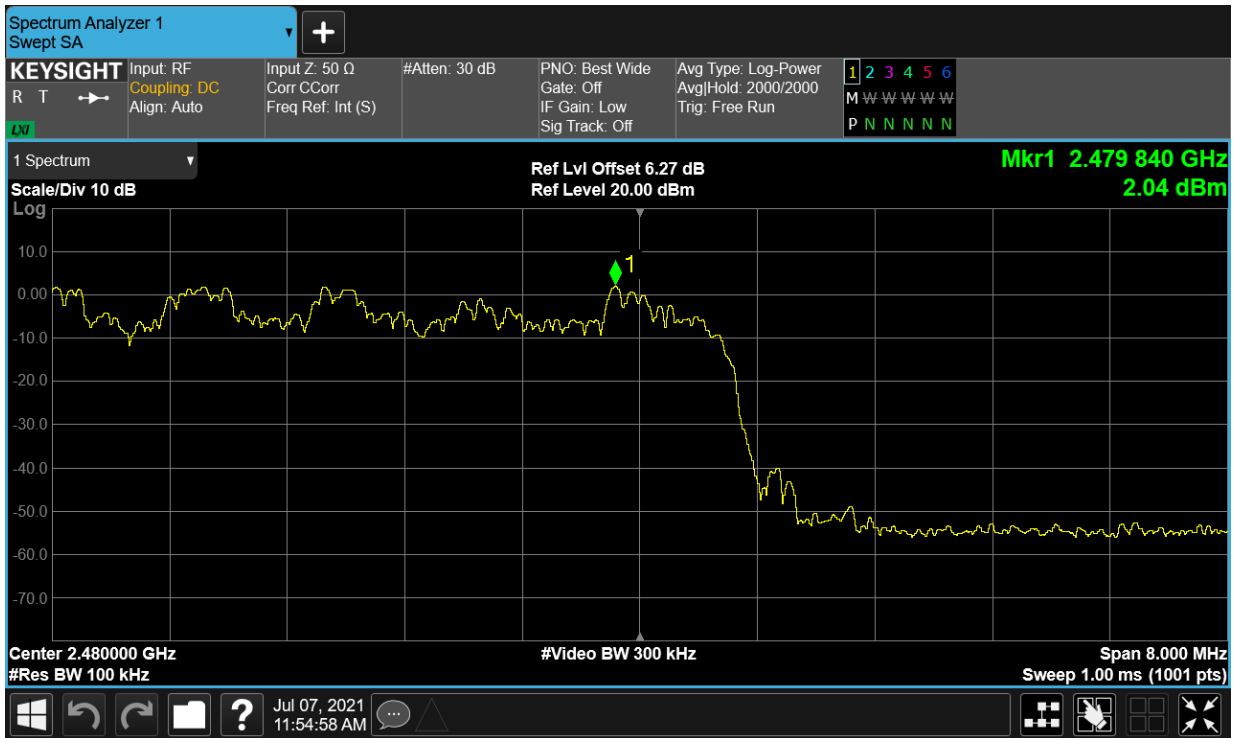 Spectrum Analyzer 1
Swept SA
KEYSIGHT
R T
LXI
Input: RF
Coupling: DC
Align: Auto
Input Z: 50 Ω
Corr CCorr
Freq Ref: Int (S)
#Atten: 30 dB
PNO: Best Wide
Gate: Off
IF Gain: Low
Sig Track: Off
Avg Type: Log-Power
Avg|Hold: 2000/2000
Trig: Free Run
1 2 3 4 5 6
M W W W W W
P N N N N N
1 Spectrum
Scale/Div 10 dB
Log
Ref Lvl Offset 6.27 dB
Ref Level 20.00 dBm
Mkr1 2.479 840 GHz
2.04 dBm
1
10.0
0.00
-10.0
-20.0
-30.0
-40.0
-50.0
-60.0
-70.0
Center 2.480000 GHz
#Res BW 100 kHz
#Video BW 300 kHz
Span 8.000 MHz
Sweep 1.00 ms (1001 pts)
?
Jul 07, 2021
11:54:58 AM